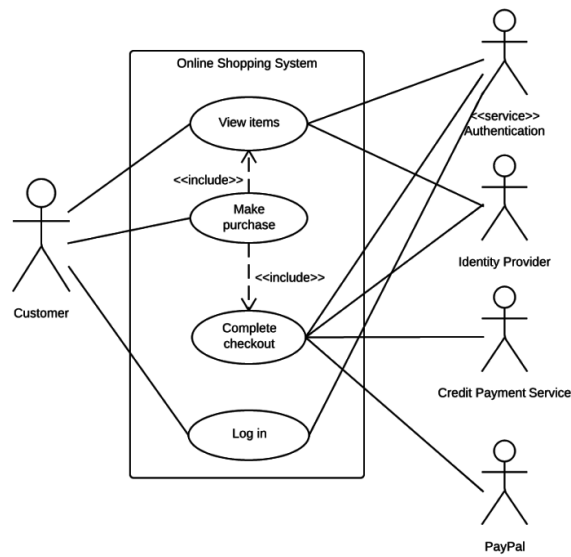 Online Shopping System
View items
<<service>>
Authentication
<<include>>
Make
purchase
Identity Provider
<<include>>
Customer
Complete
checkout
Credit Payment Service
Log in
PayPal